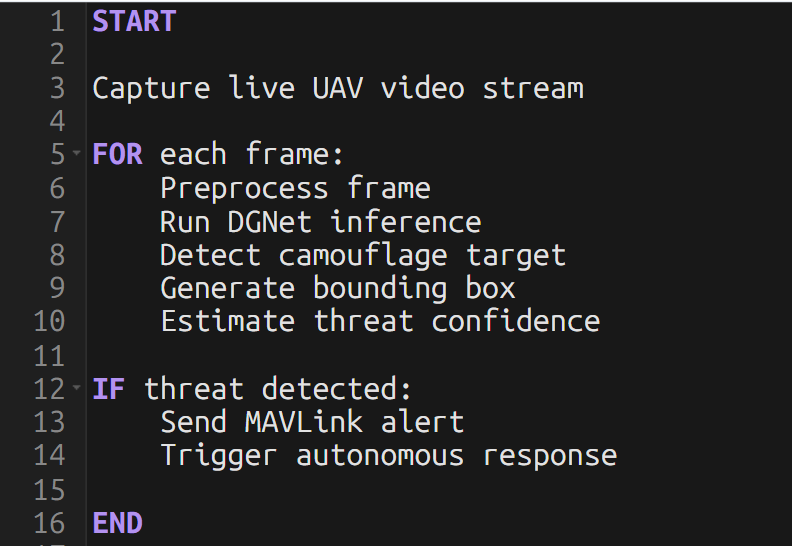 1 START
2
3 Capture live UAV video stream
4
5 FOR each frame:
6     Preprocess frame
7     Run DGNet inference
8     Detect camouflage target
9     Generate bounding box
10     Estimate threat confidence
11
12 IF threat detected:
13     Send MAVLink alert
14     Trigger autonomous response
15
16 END